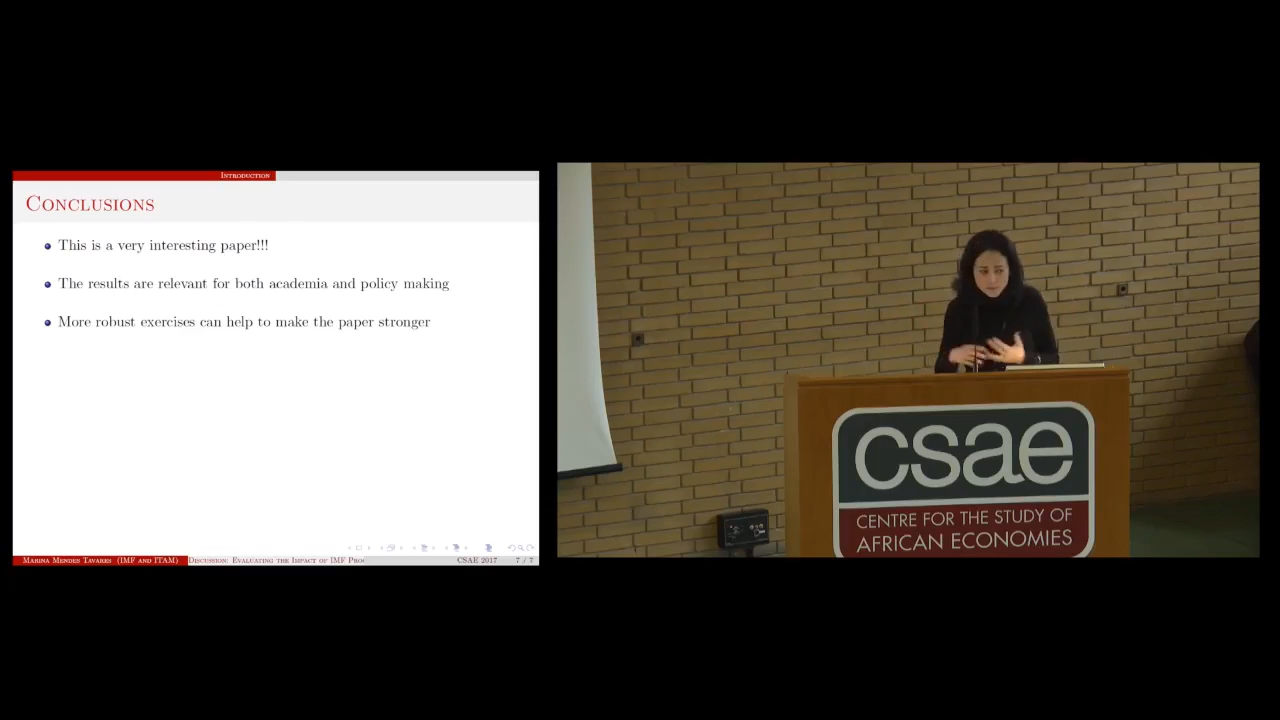 INTRODUCTION
CONCLUSIONS
This is a very interesting paper!!!
The results are relevant for both academia and policy making
More robust exercises can help to make the paper stronger
MARINA MENDES TAVARES (IMF AND ITAM) DISCUSSION: EVALUATING THE IMPACT OF IMF PRO CSAE 2017 7 / 7
csae
CENTRE FOR THE STUDY OF
AFRICAN ECONOMIES